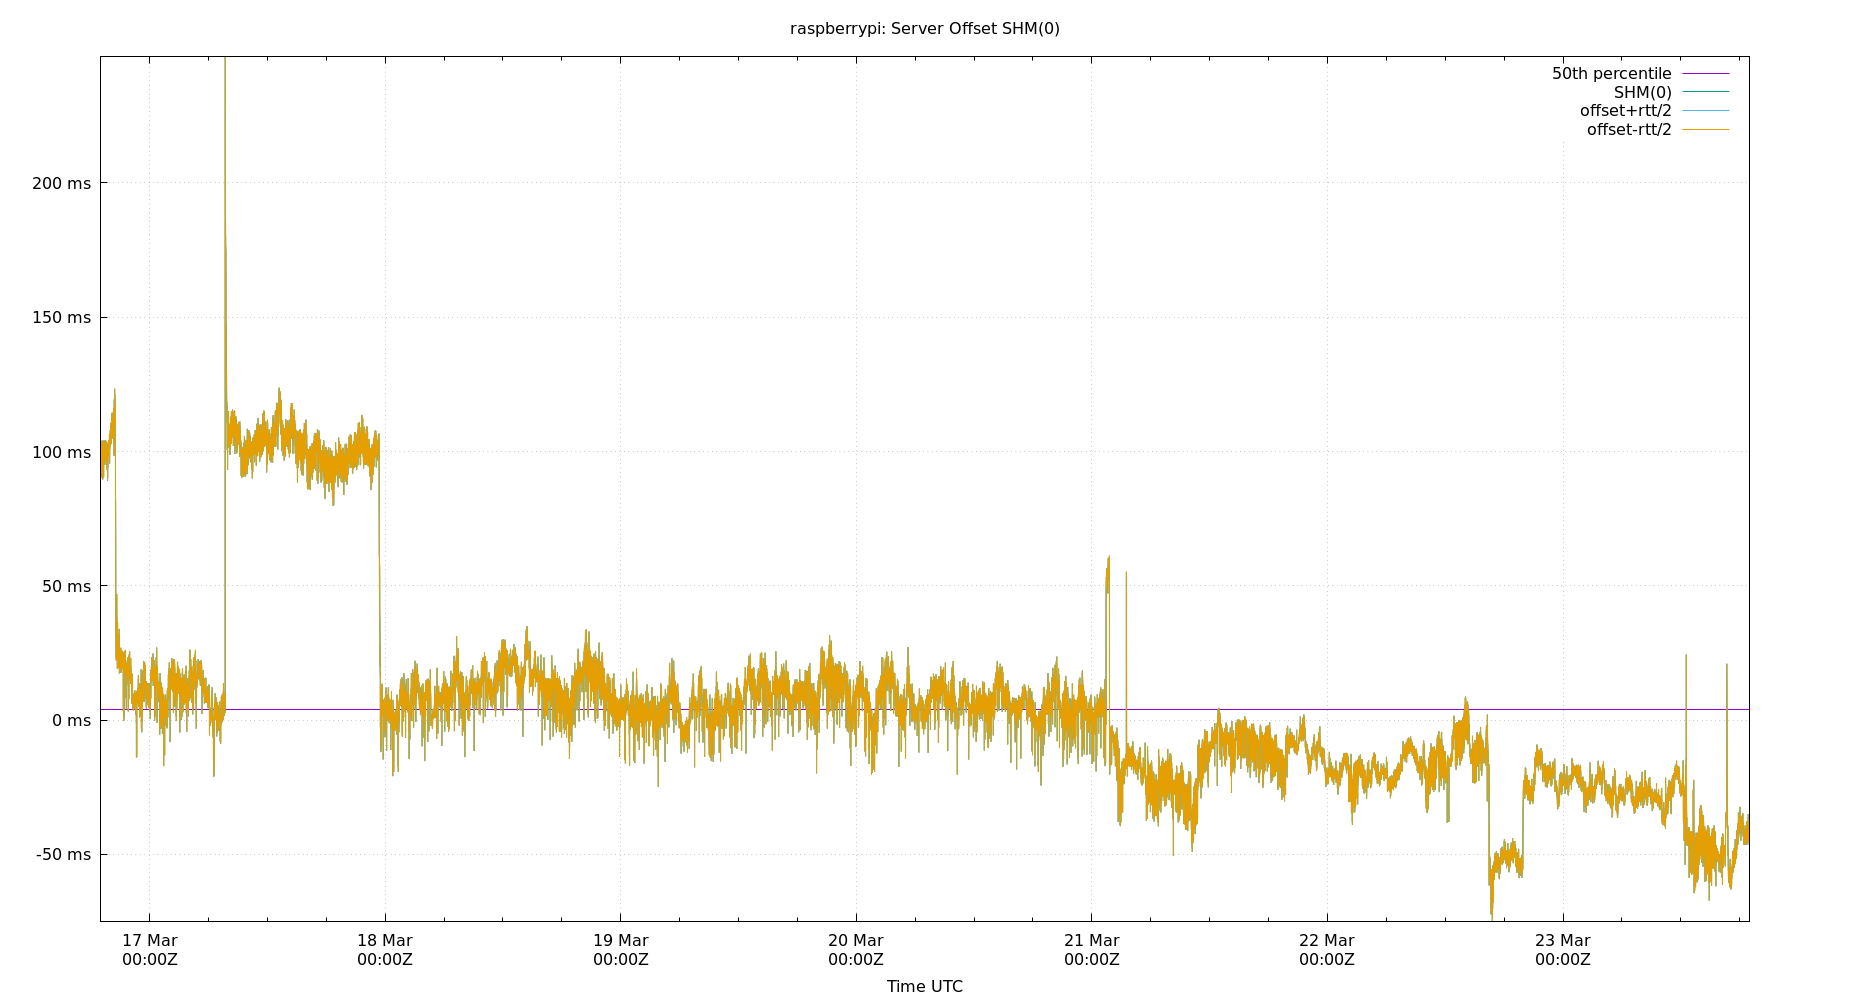 raspberrypi: Server Offset SHM(0)
50th percentile
SHM(0)
offset+rtt/2
offset-rtt/2
200 ms
150 ms
100 ms
50 ms
0 ms
-50 ms
17 Mar 18 Mar 19 Mar 20 Mar 21 Mar 22 Mar 23 Mar
00:00Z 00:00Z 00:00Z 00:00Z 00:00Z 00:00Z 00:00Z
Time UTC